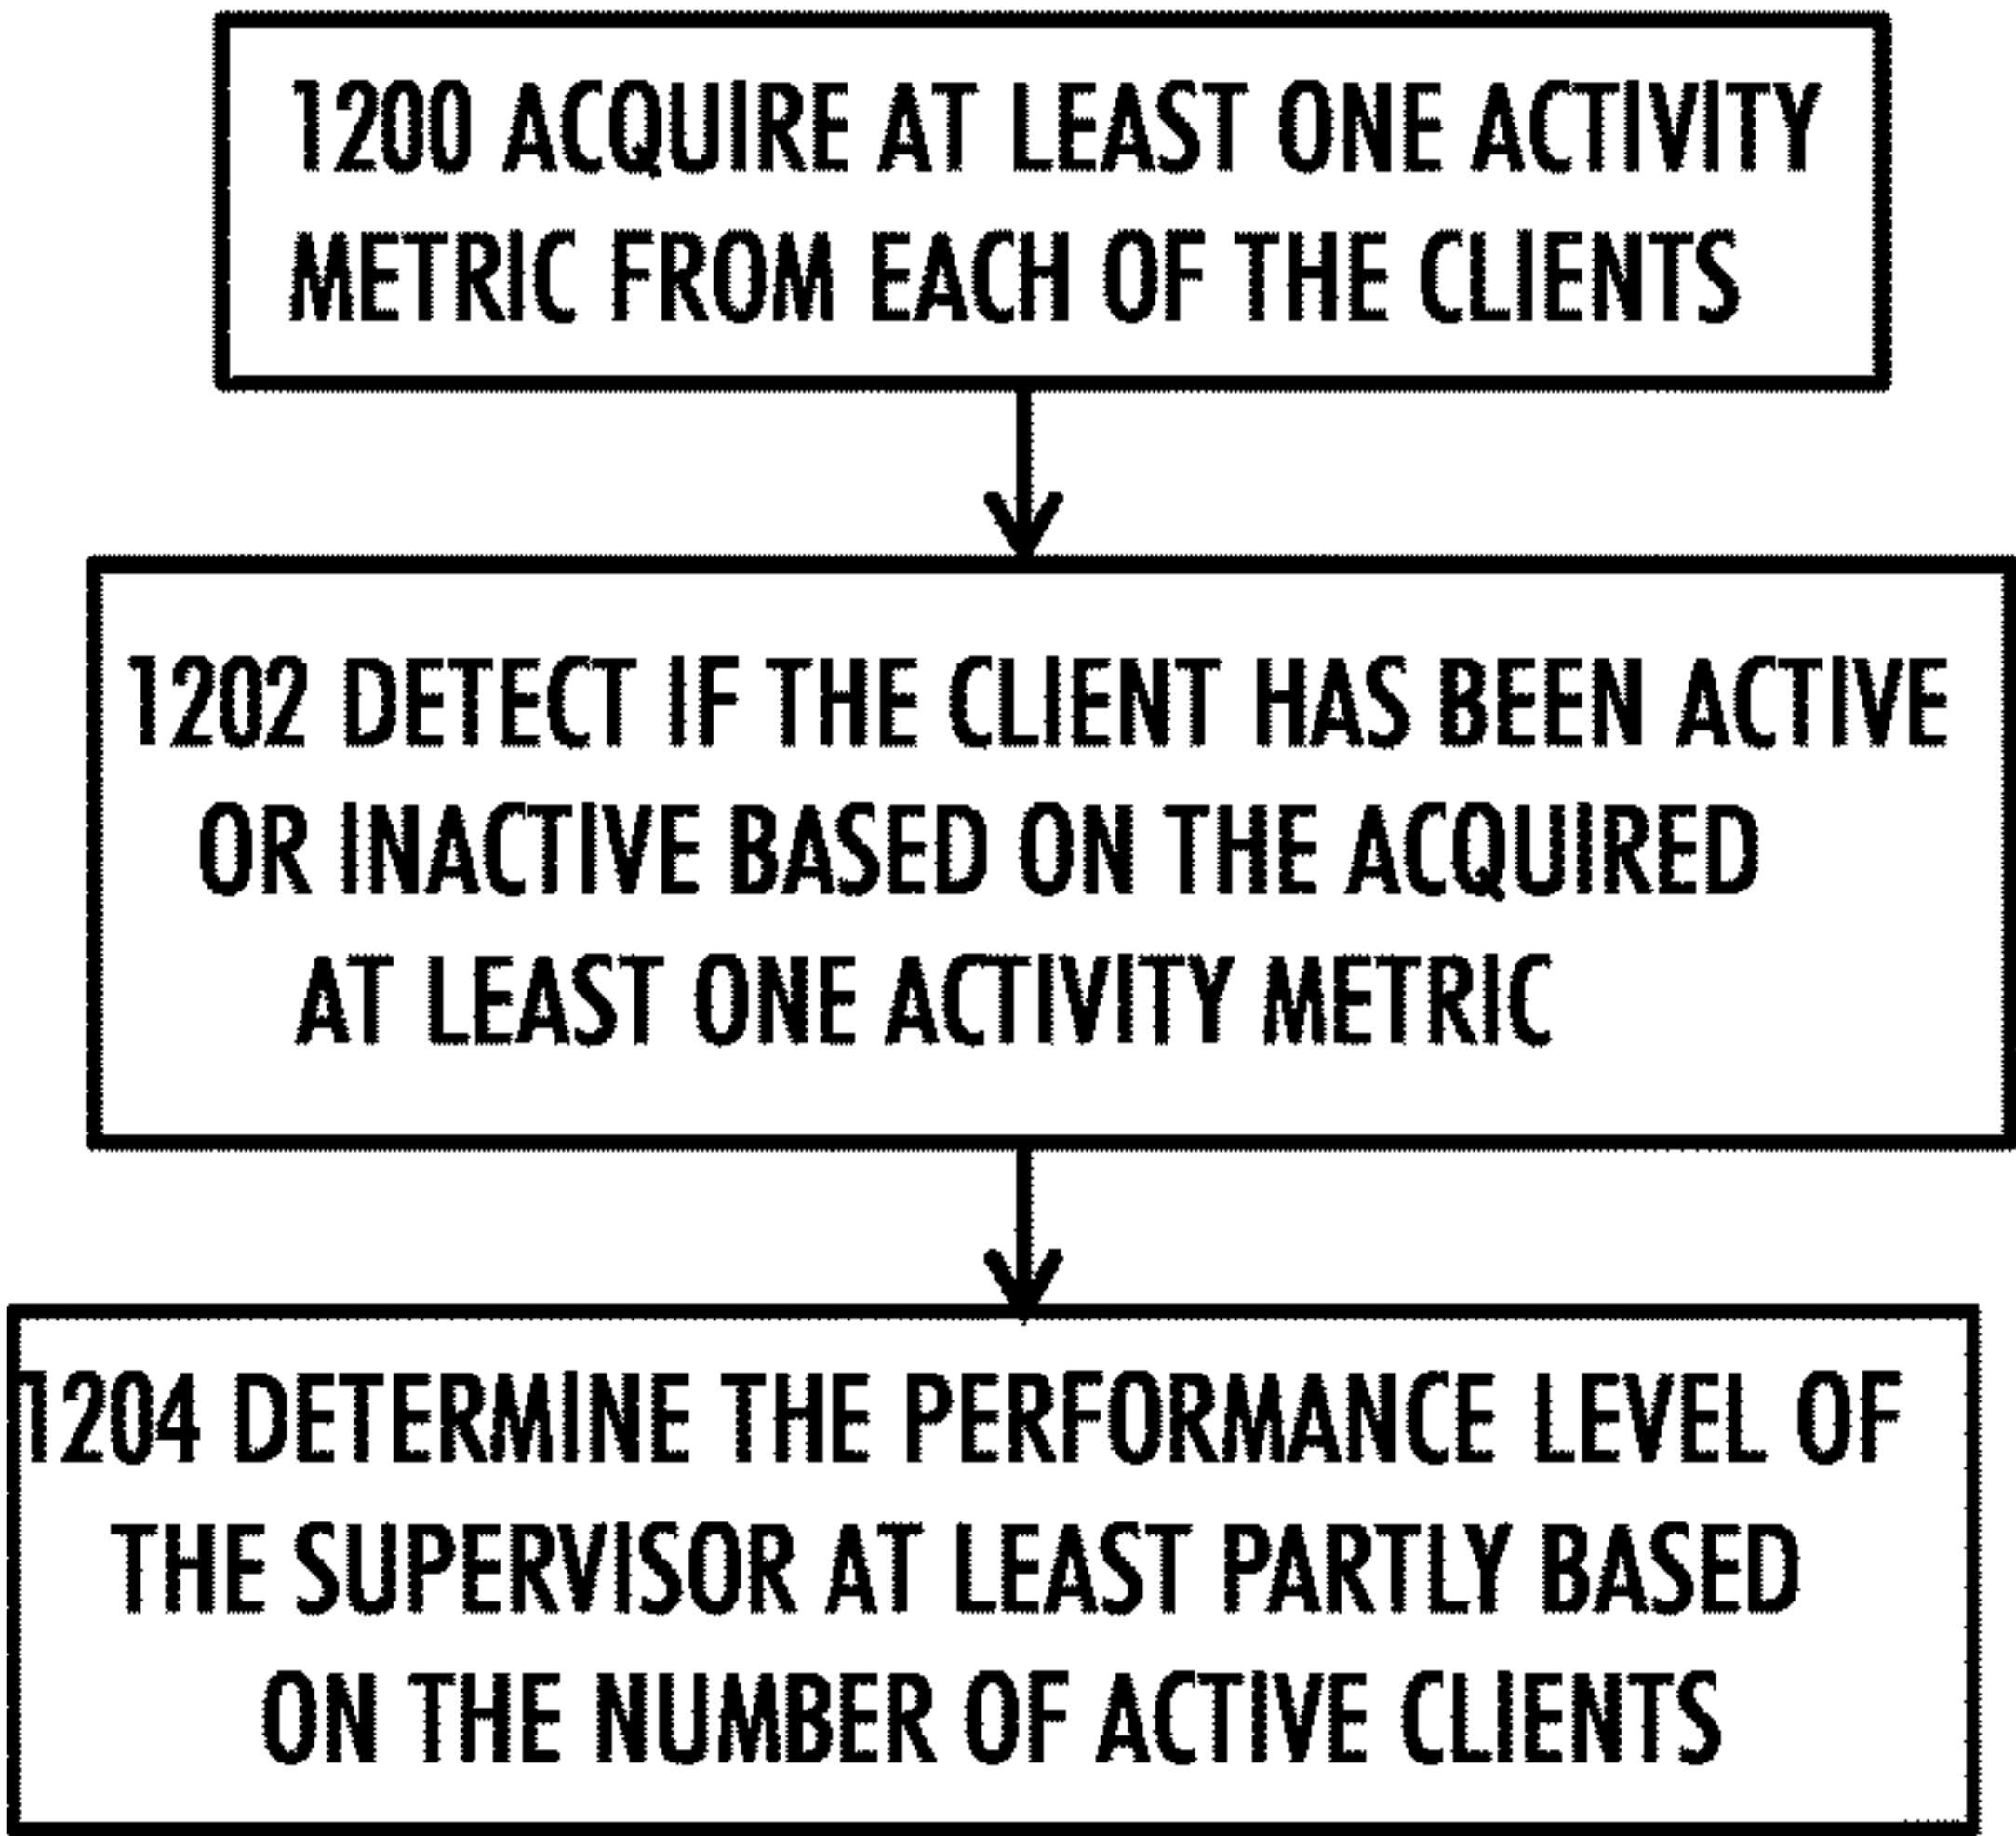 1200 ACQUIRE AT LEAST ONE ACTIVITY
METRIC FROM EACH OF THE CLIENTS
1202 DETECT IF THE CLIENT HAS BEEN ACTIVE
OR INACTIVE BASED ON THE ACQUIRED
AT LEAST ONE ACTIVITY METRIC
1204 DETERMINE THE PERFORMANCE LEVEL OF
THE SUPERVISOR AT LEAST PARTLY BASED
ON THE NUMBER OF ACTIVE CLIENTS